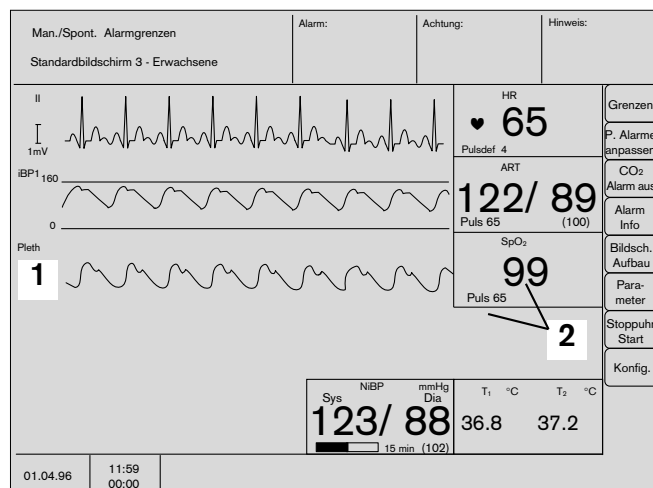 Man./Spont. Alarmgrenzen
Standardbildschirm 3 - Erwachsene
Alarm:
Achtung:
Hinweis:
II
1mV
iBP1
160
0
Pleth
1
HR
65
Pulsdef 4
ART
122/ 89
Puls 65 (100)
SpO₂
99
Puls 65
2
Grenzen
P. Alarme
anpassen
CO₂
Alarm aus
Alarm
Info
Bildsch.
Aufbau
Para-
meter
Stoppuhr
Start
Konfig.
NiBP mmHg
Sys Dia
123/ 88
15 min (102)
T₁ °C T₂ °C
36.8 37.2
01.04.96
11:59
00:00